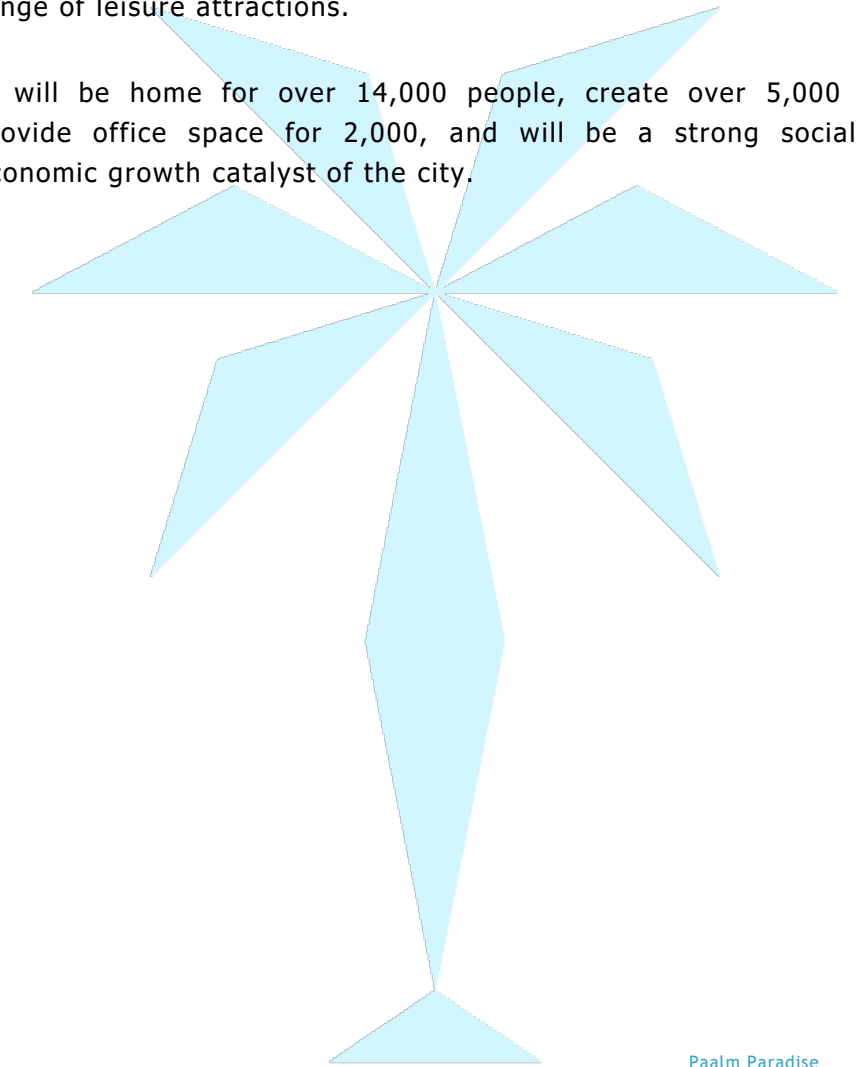 nge of leisure attractions.
will be home for over 14,000 people, create over 5,000
ovide office space for 2,000, and will be a strong social
conomic growth catalyst of the city.
Paalm Paradise